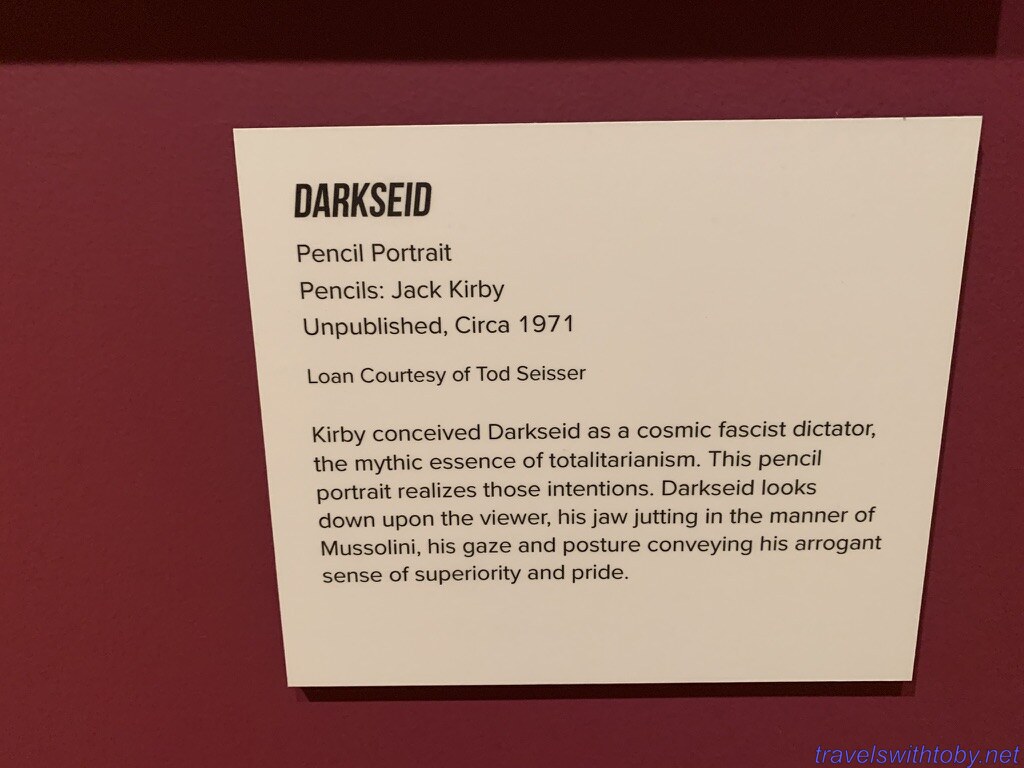 DARKSEID
Pencil Portrait
Pencils: Jack Kirby
Unpublished, Circa 1971
Loan Courtesy of Tod Seisser
Kirby conceived Darkseid as a cosmic fascist dictator,
the mythic essence of totalitarianism. This pencil
portrait realizes those intentions. Darkseid looks
down upon the viewer, his jaw jutting in the manner of
Mussolini, his gaze and posture conveying his arrogant
sense of superiority and pride.
travelswithtoby.net